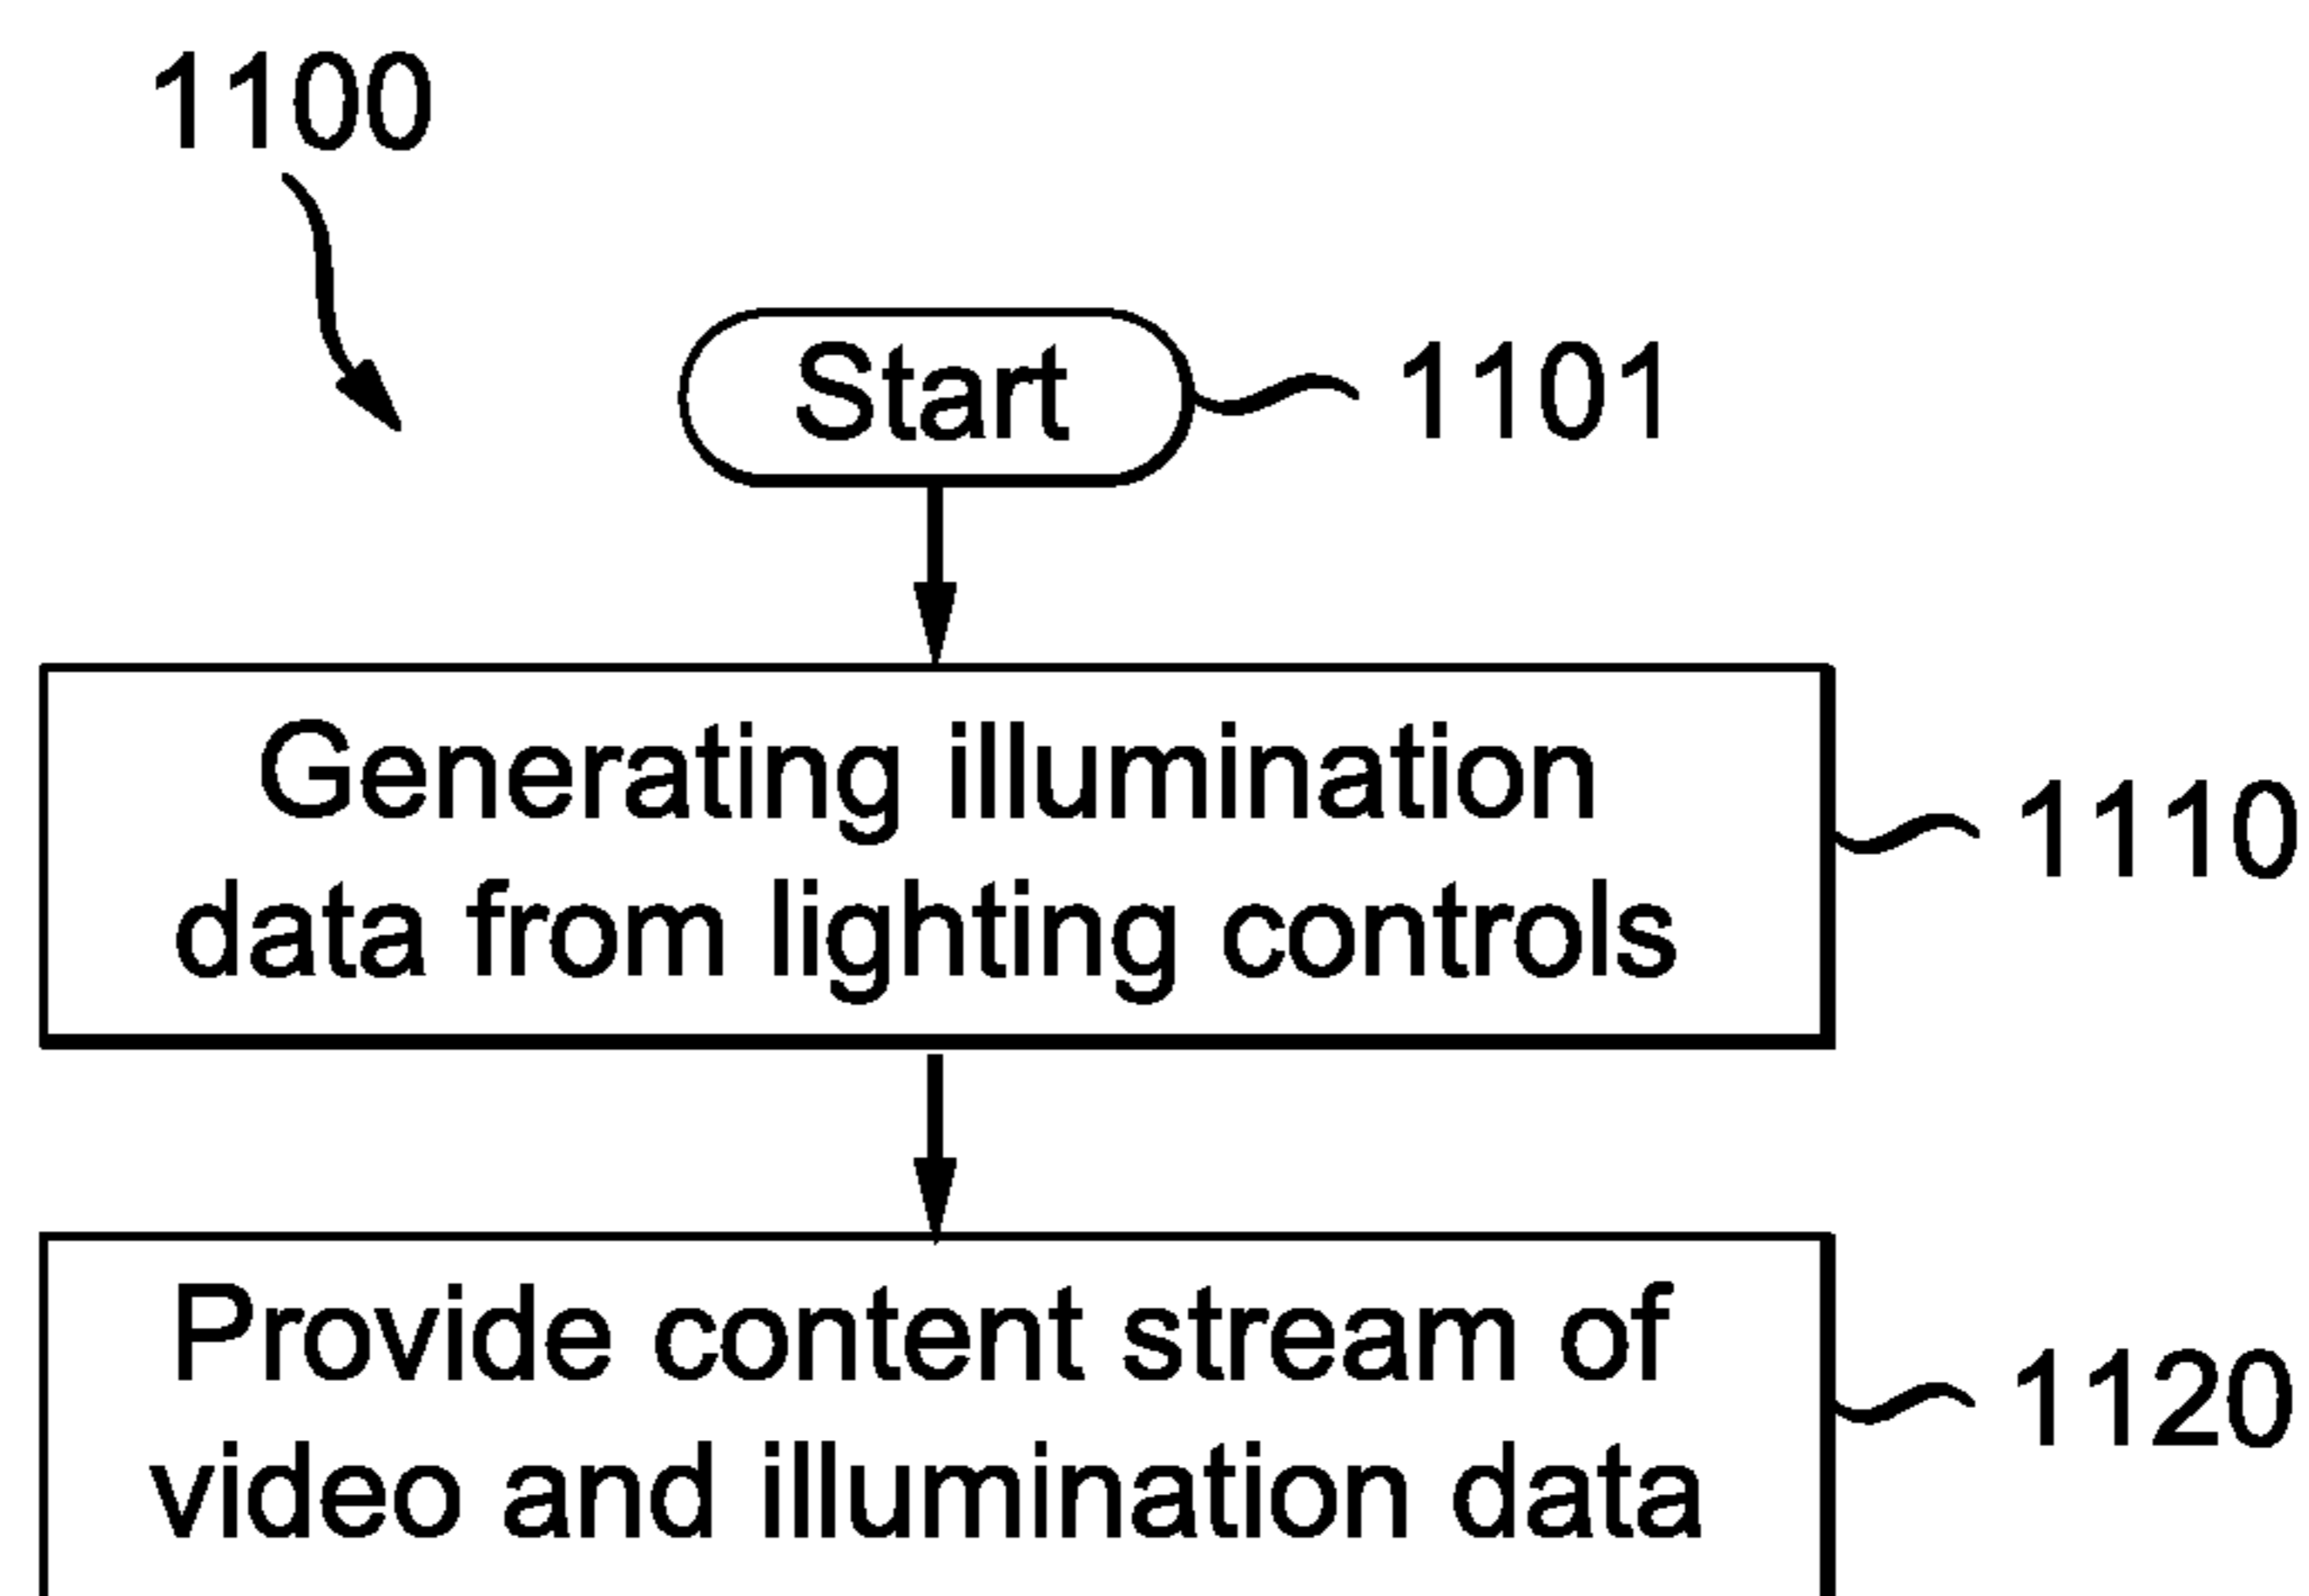 1100
Start
1101
Generating illumination
data from lighting controls
1110
Provide content stream of
video and illumination data
1120